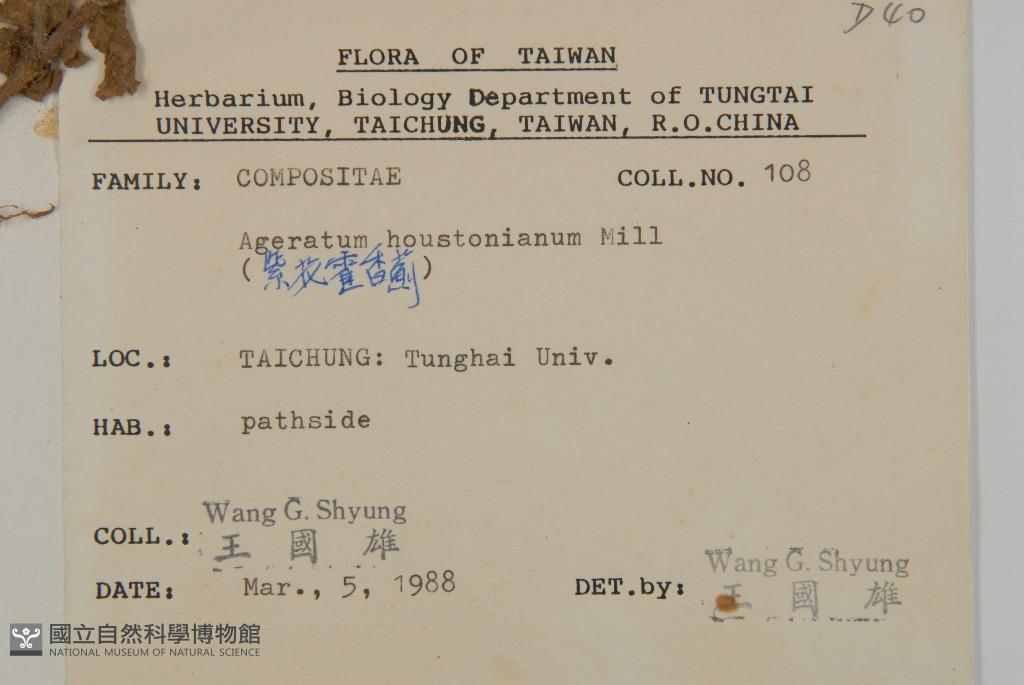 D40
FLORA OF TAIWAN
Herbarium, Biology Department of TUNGTAI
UNIVERSITY, TAICHUNG, TAIWAN, R.O.CHINA
FAMILY: COMPOSITAE COLL.NO. 108
Ageratum houstonianum Mill
(紫花霍香薊)
LOC.: TAICHUNG: Tunghai Univ.
HAB.: pathside
COLL.: Wang G. Shyung
王國雄
DATE: Mar., 5, 1988
DET.by: Wang G. Shyung
王國雄
國立自然科學博物館
NATIONAL MUSEUM OF NATURAL SCIENCE